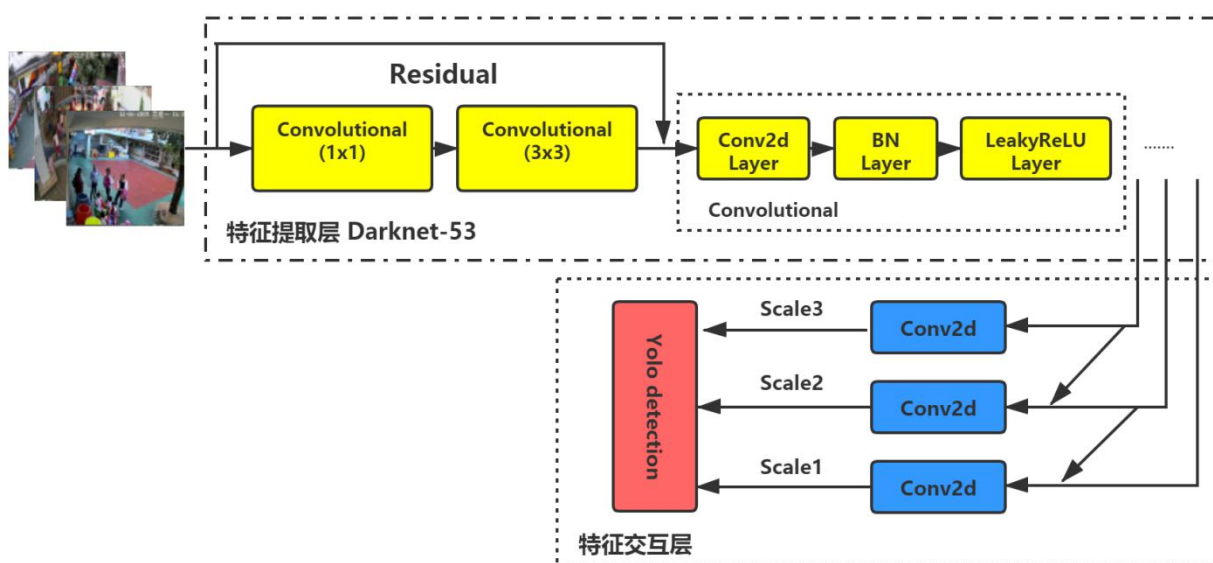 Residual
Convolutional
(1x1)
Convolutional
(3x3)
Conv2d
Layer
BN
Layer
LeakyReLU
Layer
.......
Convolutional
特征提取层 Darknet-53
Scale3
Conv2d
Yolo detection
Scale2
Conv2d
Scale1
Conv2d
特征交互层